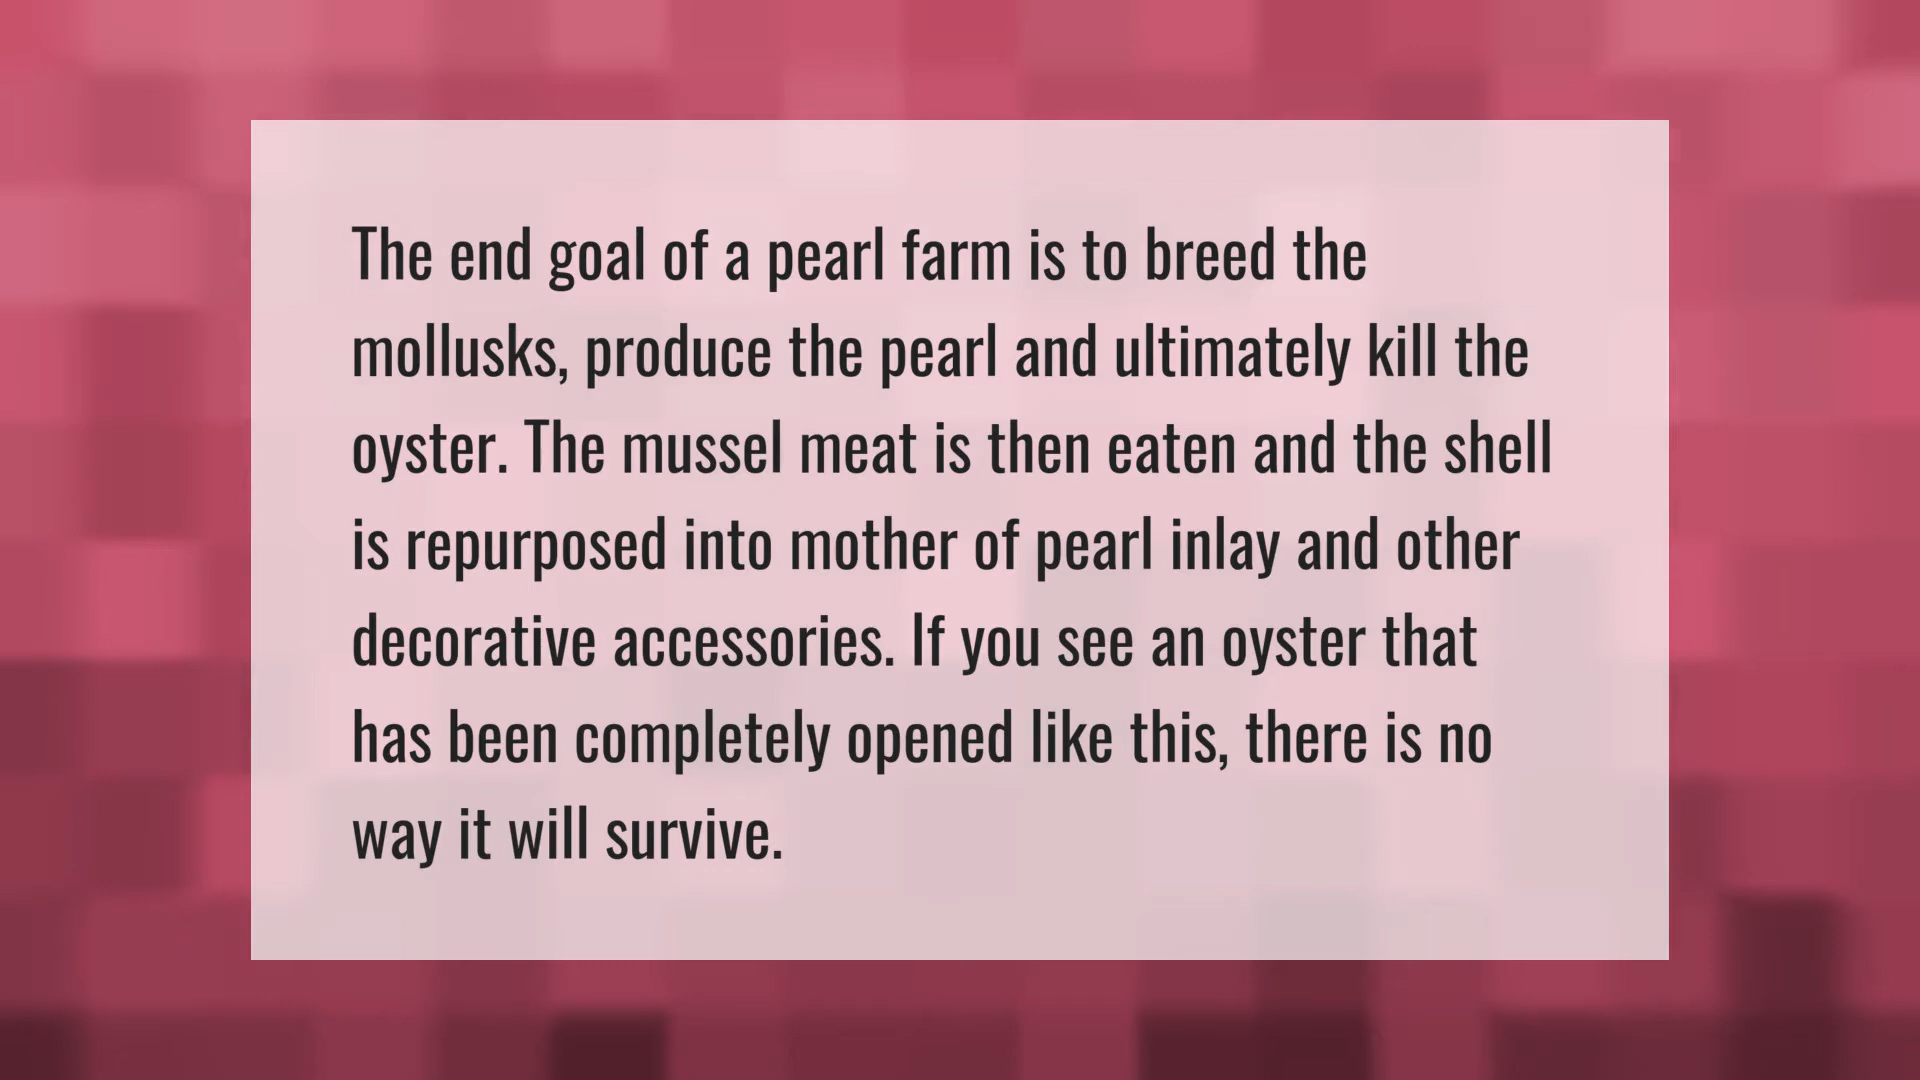 The end goal of a pearl farm is to breed the
mollusks, produce the pearl and ultimately kill the
oyster. The mussel meat is then eaten and the shell
is repurposed into mother of pearl inlay and other
decorative accessories. If you see an oyster that
has been completely opened like this, there is no
way it will survive.